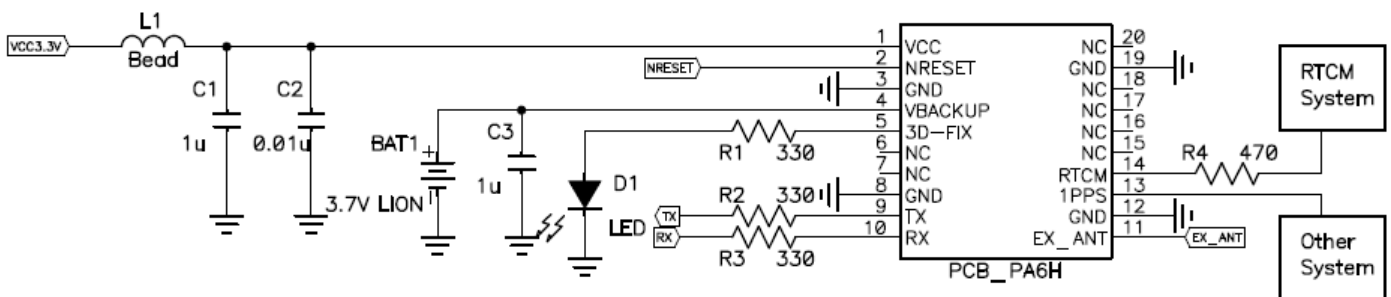 L1
VCC3.3V
Bead
C1
1u
C2
0.01u
NRESET
BAT1
+
3.7V LION
C3
1u
D1
LED
R1 330
R2 330
TX
RX
R3 330
1 VCC
2 NRESET
3 GND
4 VBACKUP
5 3D-FIX
6 NC
7 NC
8 GND
9 TX
10 RX
NC 20
GND 19
NC 18
NC 17
NC 16
NC 15
RTCM 14
1PPS 13
GND 12
EX_ANT 11
PCB_PA6H
R4 470
EX_ANT
RTCM
System
Other
System